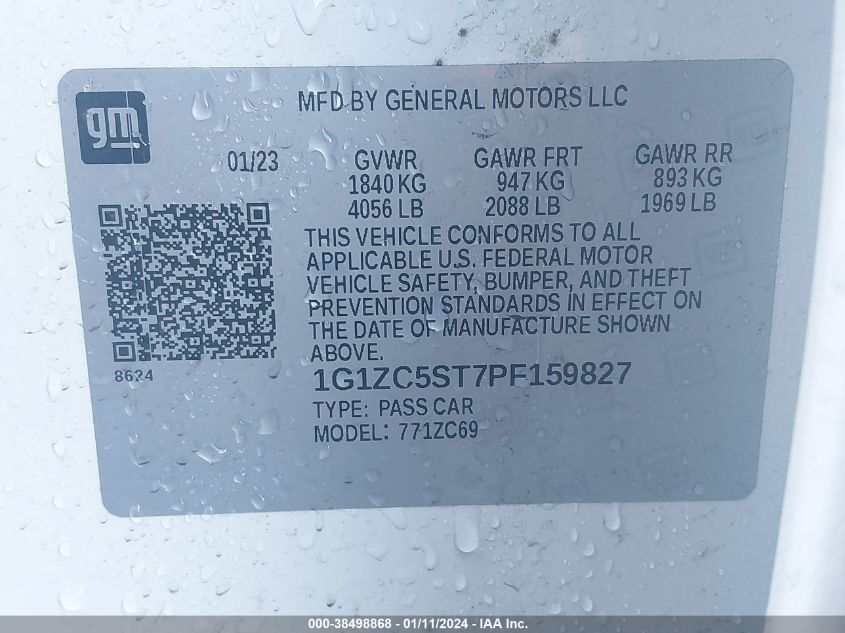 gm
MFD BY GENERAL MOTORS LLC
01/23 GVWR GAWR FRT GAWR RR
1840 KG 947 KG 893 KG
4056 LB 2088 LB 1969 LB
THIS VEHICLE CONFORMS TO ALL
APPLICABLE U.S. FEDERAL MOTOR
VEHICLE SAFETY, BUMPER, AND THEFT
PREVENTION STANDARDS IN EFFECT ON
THE DATE OF MANUFACTURE SHOWN
ABOVE.
8624
1G1ZC5ST7PF159827
TYPE: PASS CAR
MODEL: 771ZC69
000-38498868 - 01/11/2024 - IAA Inc.